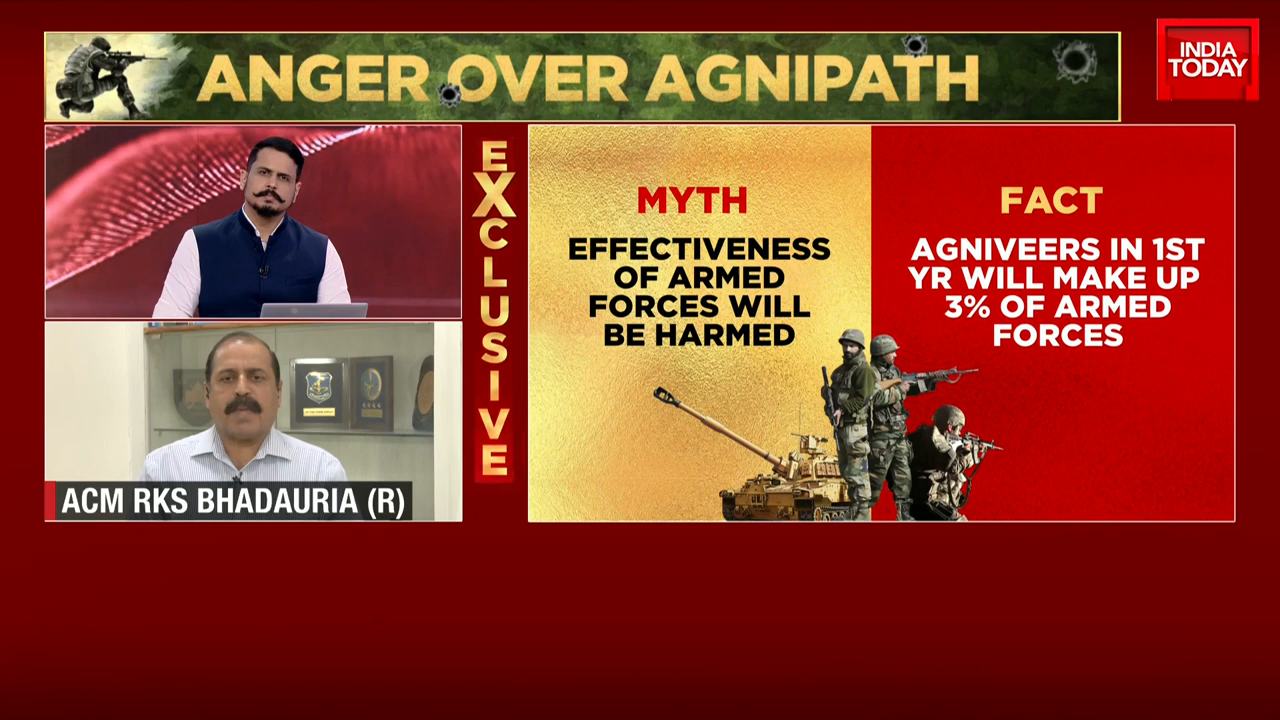 ANGER OVER AGNIPATH
INDIA
TODAY
EXCLUSIVE
MYTH
EFFECTIVENESS
OF ARMED
FORCES WILL
BE HARMED
FACT
AGNIVEERS IN 1ST
YR WILL MAKE UP
3% OF ARMED
FORCES
ACM RKS BHADAURIA (R)